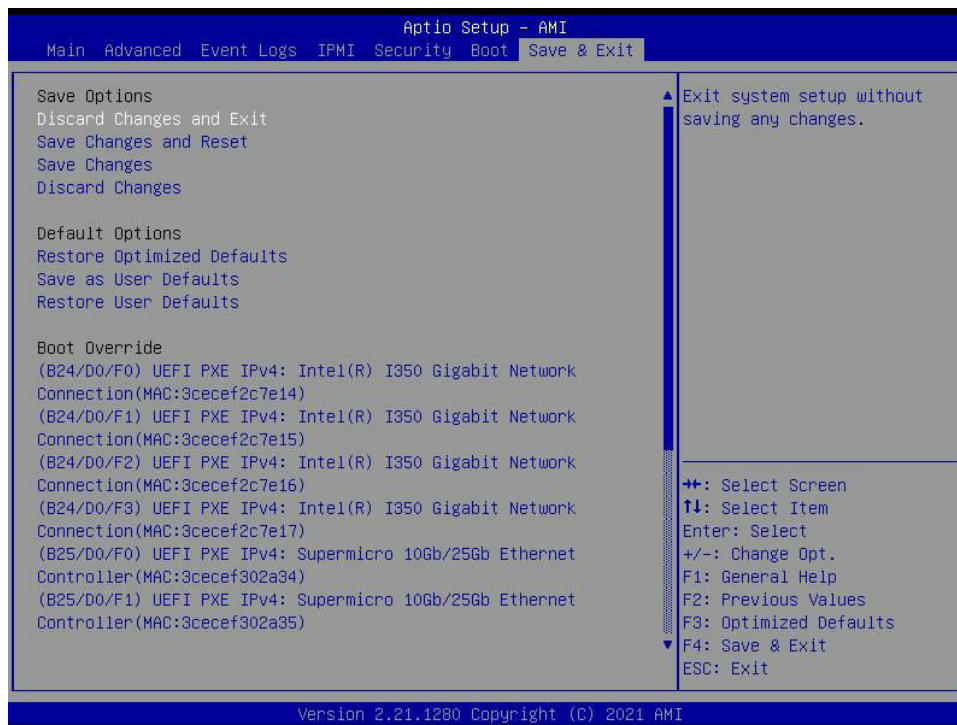 Aptio Setup – AMI
Main Advanced Event Logs IPMI Security Boot Save & Exit
Save Options
Discard Changes and Exit
Save Changes and Reset
Save Changes
Discard Changes
Default Options
Restore Optimized Defaults
Save as User Defaults
Restore User Defaults
Boot Override
(B24/D0/F0) UEFI PXE IPv4: Intel(R) I350 Gigabit Network
Connection(MAC:3cecef2c7e14)
(B24/D0/F1) UEFI PXE IPv4: Intel(R) I350 Gigabit Network
Connection(MAC:3cecef2c7e15)
(B24/D0/F2) UEFI PXE IPv4: Intel(R) I350 Gigabit Network
Connection(MAC:3cecef2c7e16)
(B24/D0/F3) UEFI PXE IPv4: Intel(R) I350 Gigabit Network
Connection(MAC:3cecef2c7e17)
(B25/D0/F0) UEFI PXE IPv4: Supermicro 10Gb/25Gb Ethernet
Controller(MAC:3cecef302a34)
(B25/D0/F1) UEFI PXE IPv4: Supermicro 10Gb/25Gb Ethernet
Controller(MAC:3cecef302a35)
Exit system setup without
saving any changes.
→←: Select Screen
↑↓: Select Item
Enter: Select
+/-: Change Opt.
F1: General Help
F2: Previous Values
F3: Optimized Defaults
F4: Save & Exit
ESC: Exit
Version 2.21.1280 Copyright (C) 2021 AMI